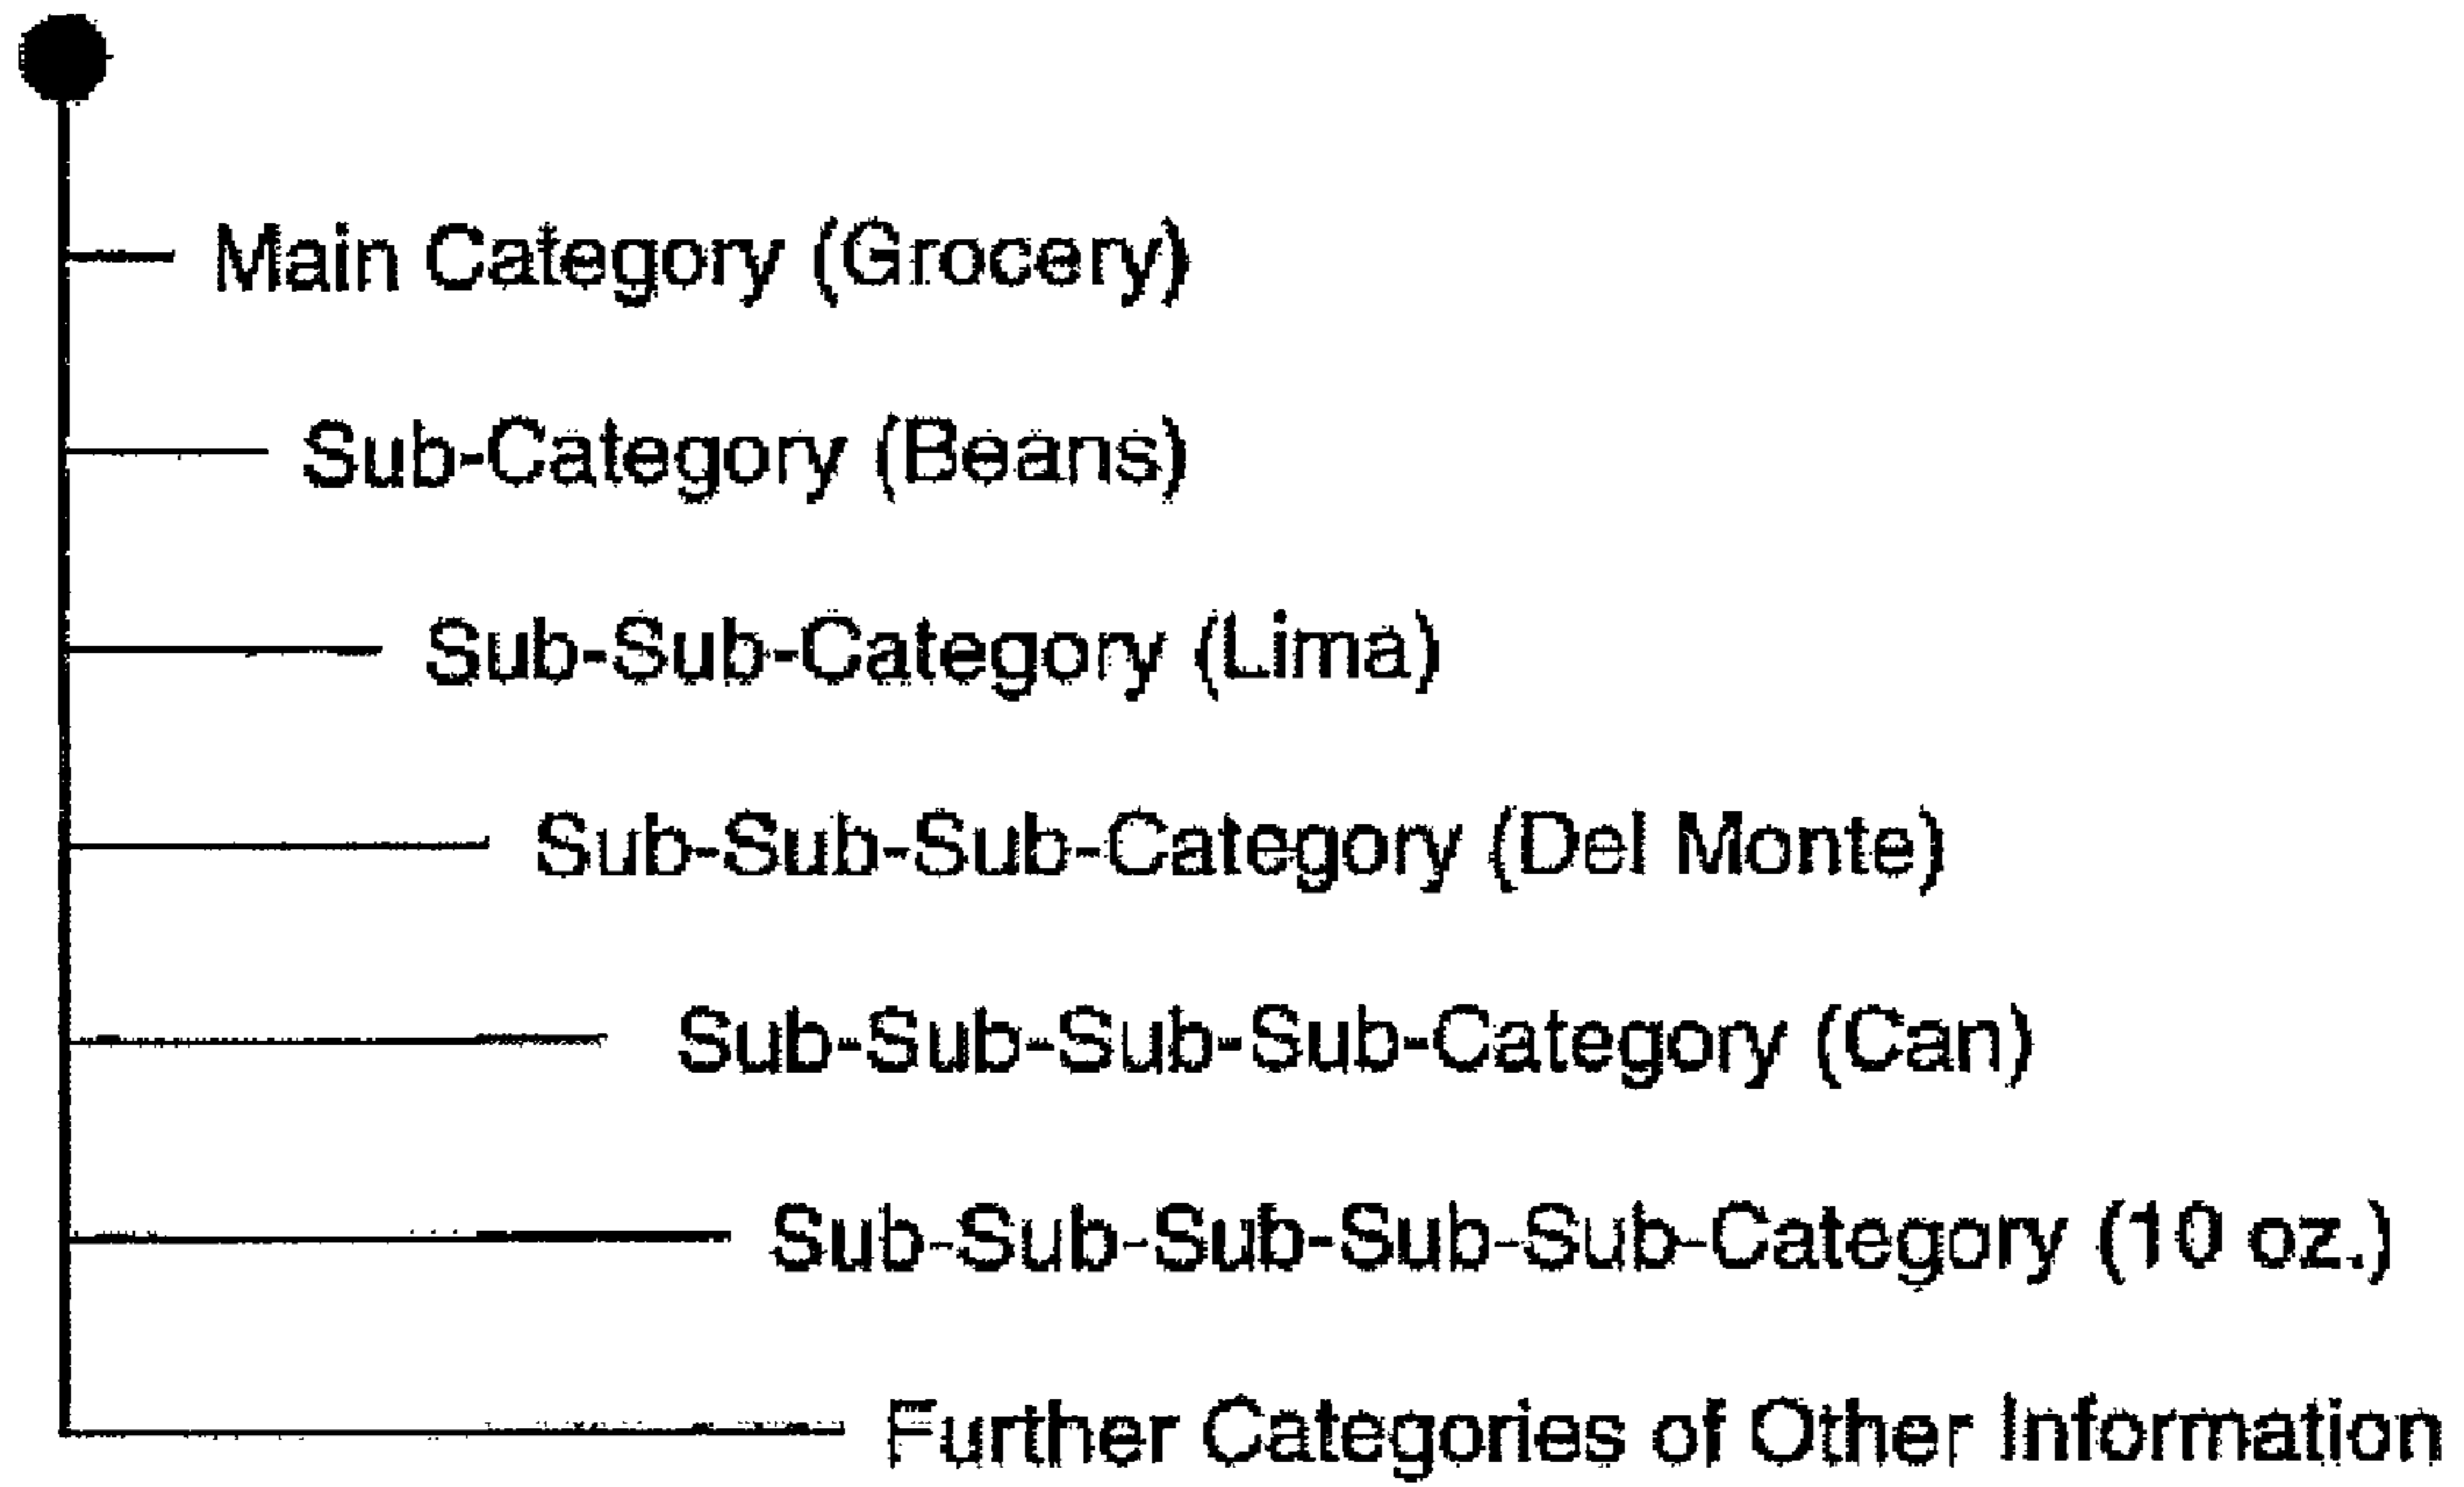 Main Category (Grocery)
Sub-Category (Beans)
Sub-Sub-Category (Lima)
Sub-Sub-Sub-Category (Del Monte)
Sub-Sub-Sub-Sub-Category (Can)
Sub-Sub-Sub-Sub-Sub-Category (10 oz.)
Further Categories of Other Information